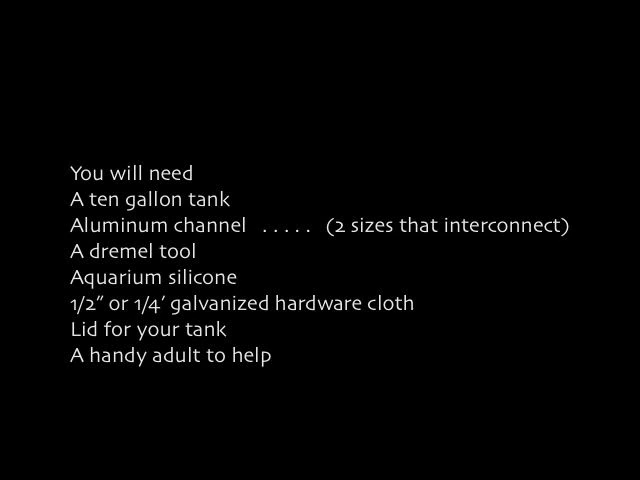 You will need
A ten gallon tank
Aluminum channel ..... (2 sizes that interconnect)
A dremel tool
Aquarium silicone
1/2” or 1/4’ galvanized hardware cloth
Lid for your tank
A handy adult to help